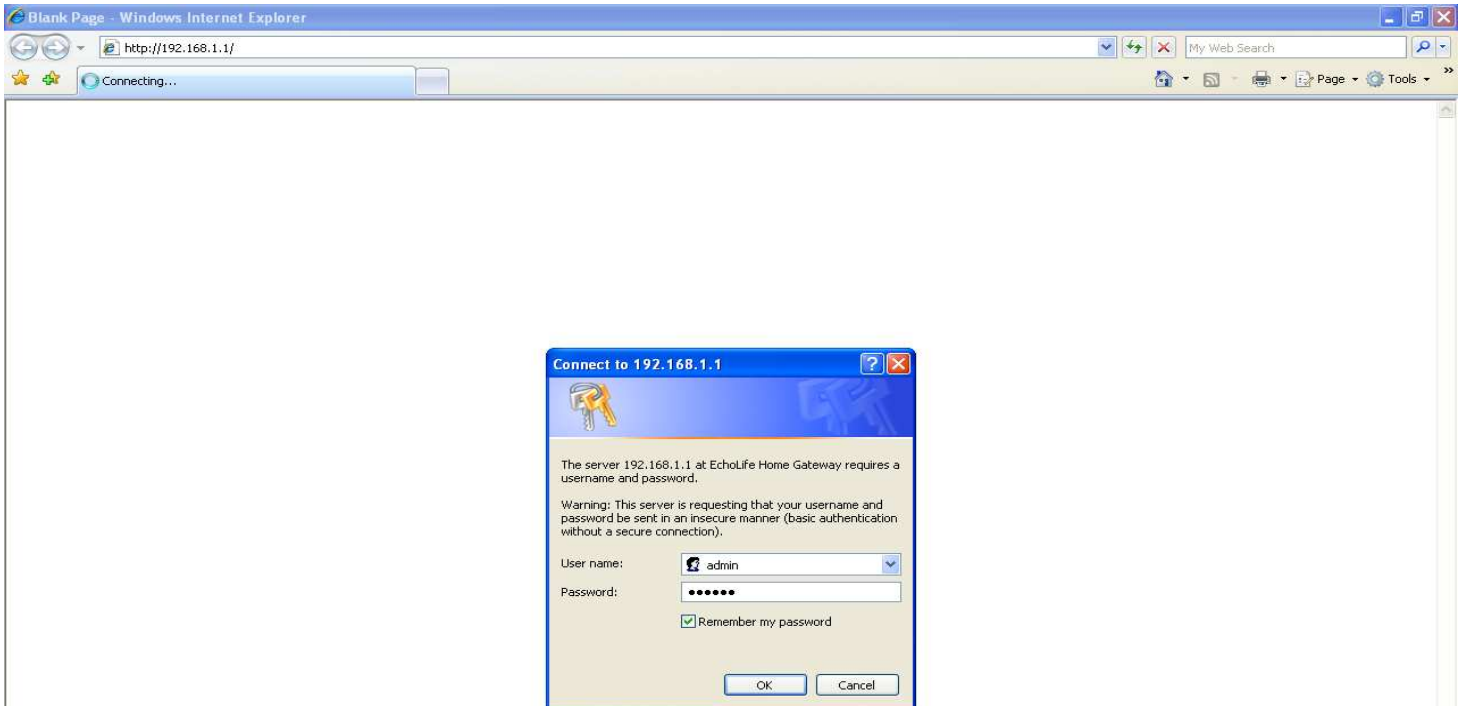 Blank Page - Windows Internet Explorer
http://192.168.1.1/
My Web Search
Connecting...
Page
Tools
Connect to 192.168.1.1
The server 192.168.1.1 at EchoLife Home Gateway requires a
username and password.
Warning: This server is requesting that your username and
password be sent in an insecure manner (basic authentication
without a secure connection).
User name:
admin
Password:
••••••
Remember my password
OK
Cancel